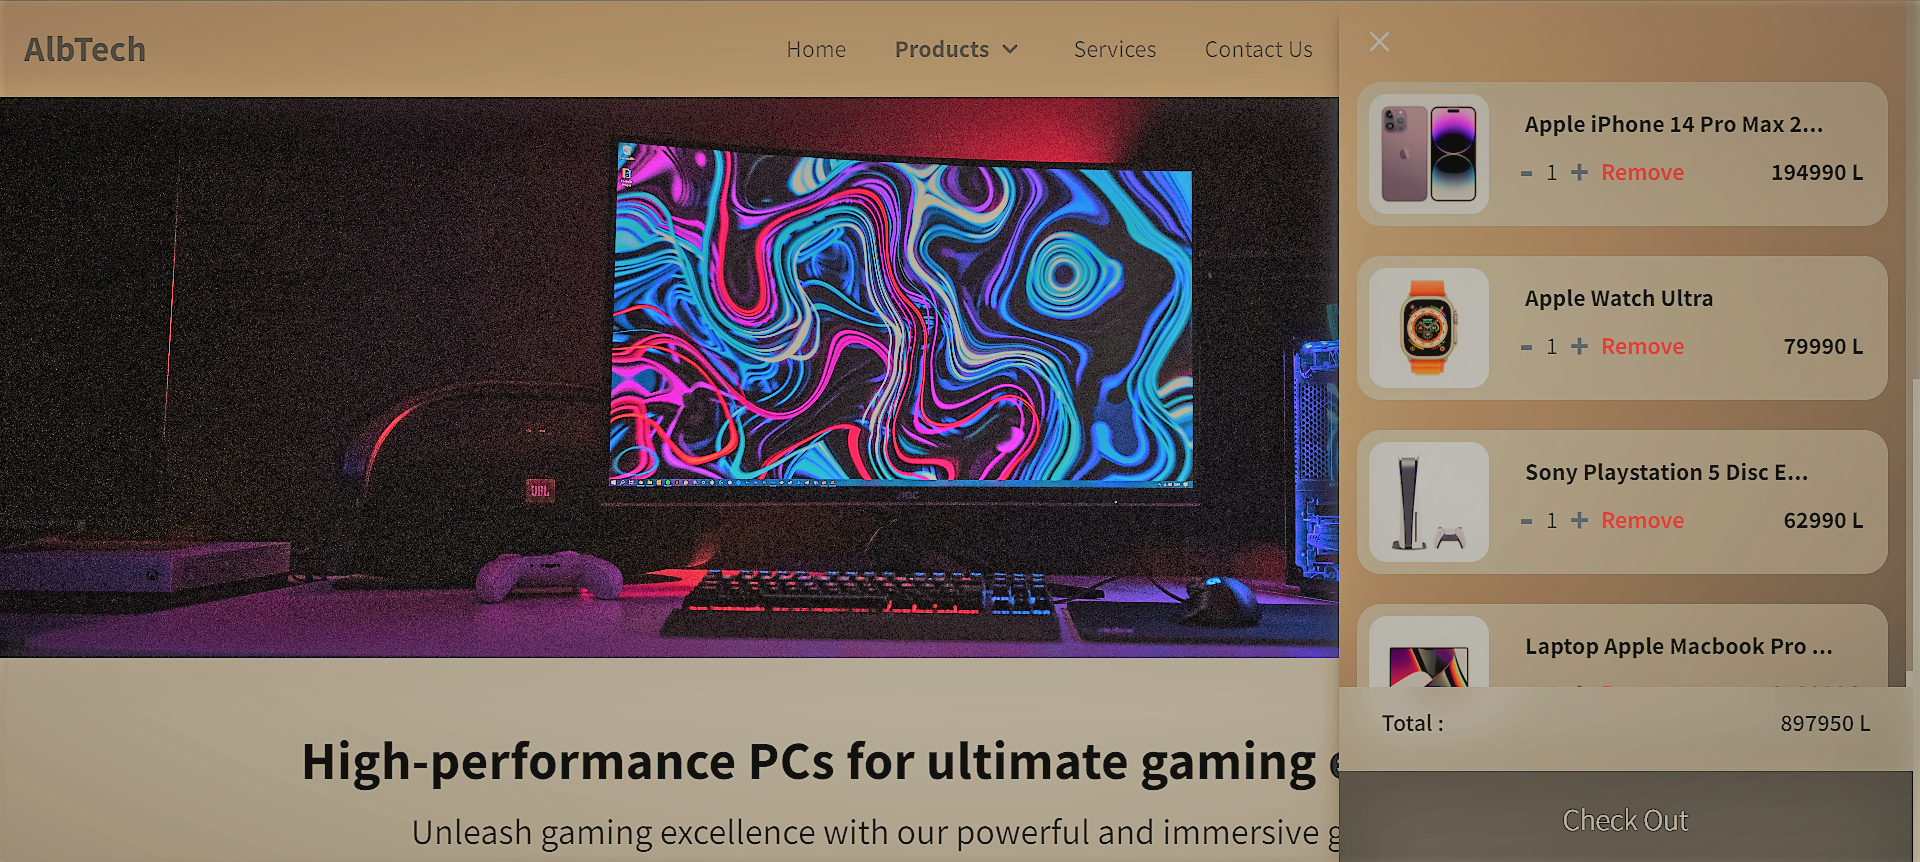 AlbTech
Home Products Services Contact Us
JBL
AOC
High-performance PCs for ultimate gaming
Unleash gaming excellence with our powerful and immersive
Apple iPhone 14 Pro Max 2...
- 1 + Remove 194990 L
Apple Watch Ultra
- 1 + Remove 79990 L
Sony Playstation 5 Disc E...
- 1 + Remove 62990 L
Laptop Apple Macbook Pro ...
Total : 897950 L
Check Out